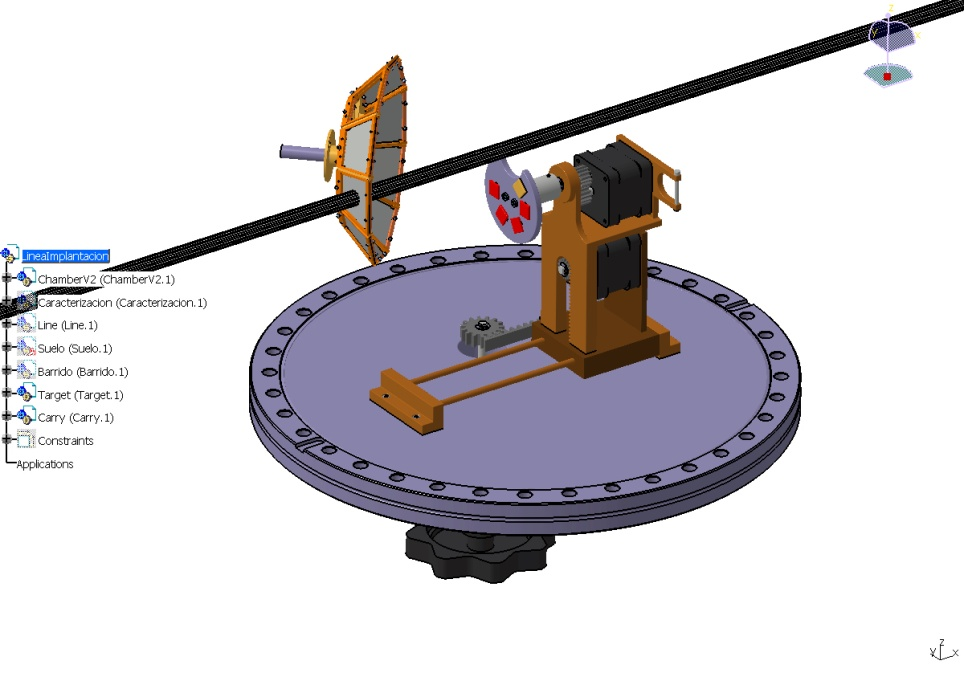 LineaImplantacion
ChamberV2 (ChamberV2.1)
Caracterizacion (Caracterizacion.1)
Line (Line.1)
Suelo (Suelo.1)
Barrido (Barrido.1)
Target (Target.1)
Carry (Carry.1)
Constraints
Applications
z
y
x
z
y
x